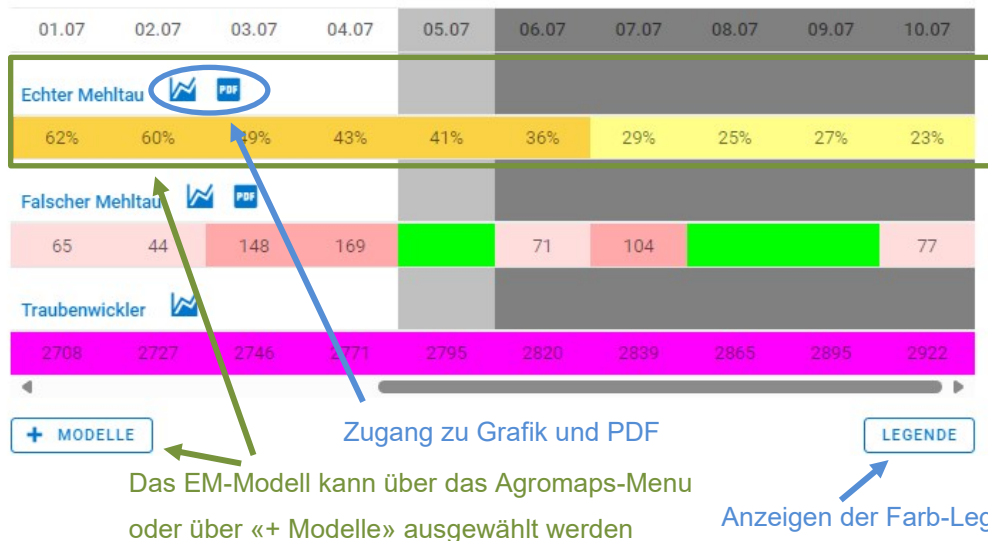 01.07 02.07 03.07 04.07 05.07 06.07 07.07 08.07 09.07 10.07
Echter Mehltau PDF
62% 60% 49% 43% 41% 36% 29% 25% 27% 23%
Falscher Mehltau PDF
65 44 148 169 71 104 77
Traubenwickler
2708 2727 2746 2771 2795 2820 2839 2865 2895 2922
+ MODELLE
Zugang zu Grafik und PDF
LEGENDE
Das EM-Modell kann über das Agromaps-Menu
oder über «+ Modelle» ausgewählt werden
Anzeigen der Farb-Leg